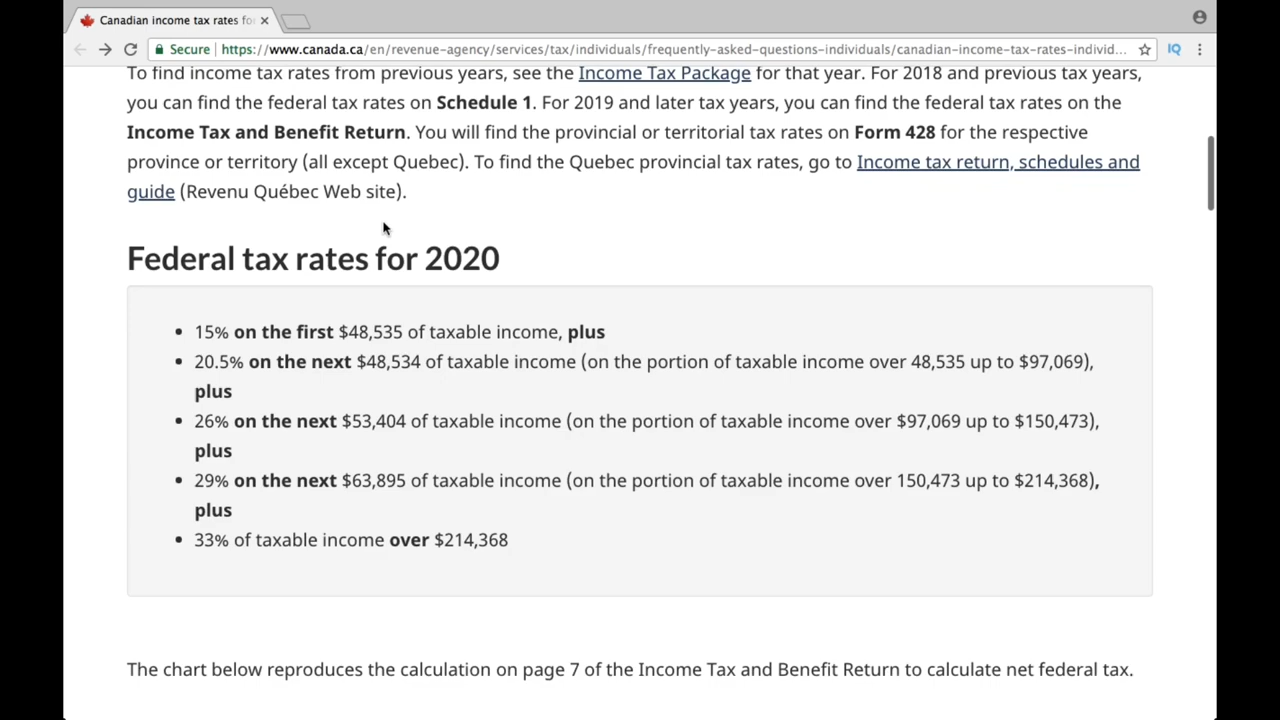 Canadian income tax rates fo
Secure https://www.canada.ca/en/revenue-agency/services/tax/individuals/frequently-asked-questions-individuals/canadian-income-tax-rates-individ...
IQ
To find income tax rates from previous years, see the Income Tax Package for that year. For 2018 and previous tax years,
you can find the federal tax rates on Schedule 1. For 2019 and later tax years, you can find the federal tax rates on the
Income Tax and Benefit Return. You will find the provincial or territorial tax rates on Form 428 for the respective
province or territory (all except Quebec). To find the Quebec provincial tax rates, go to Income tax return, schedules and
guide (Revenu Québec Web site).
Federal tax rates for 2020
• 15% on the first $48,535 of taxable income, plus
• 20.5% on the next $48,534 of taxable income (on the portion of taxable income over 48,535 up to $97,069),
plus
• 26% on the next $53,404 of taxable income (on the portion of taxable income over $97,069 up to $150,473),
plus
• 29% on the next $63,895 of taxable income (on the portion of taxable income over 150,473 up to $214,368),
plus
• 33% of taxable income over $214,368
The chart below reproduces the calculation on page 7 of the Income Tax and Benefit Return to calculate net federal tax.